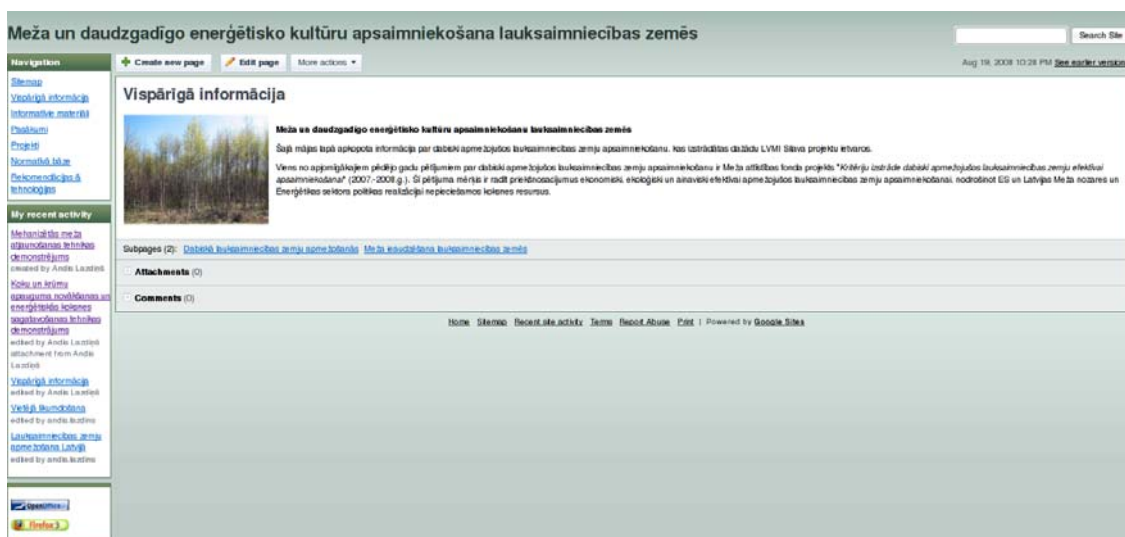 Meža un daudzgadīgo enerģētisko kultūru apsaimniekošana lauksaimniecības zemēs
Search Site
Navigation
Create new page
Edit page
More actions
Aug 19, 2008 10:28 PM See earlier version
Sitemap
Vispārīgā informācija
Informatīvie materiāli
Pasākumi
Projekti
Normatīvā bāze
Rekomendācijas &
tehnoloģijas
Vispārīgā informācija
Meža un daudzgadīgo enerģētisko kultūru apsaimniekošanu lauksaimniecības zemēs
Šajā mājas lapā apkopota informācija par dabiski apmežojušos lauksaimniecības zemju apsaimniekošanu, kas izstrādātas dažādu LVMI Silava projektu ietvaros.
Viens no apjomīgākajiem pēdējo gadu pētījumiem par dabiski apmežojušos lauksaimniecības zemju apsaimniekošanu ir Meža attīstības fonda projekts "Kritēriju izstrāde dabiski apmežojušos lauksaimniecības zemju efektīvai
apsaimniekošanai" (2007.-2008.g.). Šī pētījuma mērķis ir radīt priekšnosacījumus ekonomiski, ekoloģiski un ainaviski efektīvai apmežojušos lauksaimniecības zemju apsaimniekošanai, nodrošinot ES un Latvijas Meža nozares un
Enerģētikas sektora politikas realizācijai nepieciešamos koksnes resursus.
Subpages (2): Dabiskā lauksaimniecības zemju apmežošanās Meža ieaudzēšana lauksaimniecības zemēs
Attachments (0)
Comments (0)
Home Sitemap Recent site activity Terms Report Abuse Print | Powered by Google Sites
My recent activity
Mehanizētās meža
atjaunošanas tehnikas
demonstrējums
created by Andis Lazdiņš
Koku un krūmu
apauguma novākšanas un
enerģētiskās koksnes
sagatavošanas tehnikas
demonstrējums
edited by Andis Lazdiņš
attachment from Andis
Lazdiņš
Vispārīgā informācija
edited by Andis Lazdiņš
Vietējā likumdošana
edited by andis.lazdins
Lauksaimniecības zemju
apmežošana Latvijā
edited by andis.lazdins
OpenOffice
Firefox 3